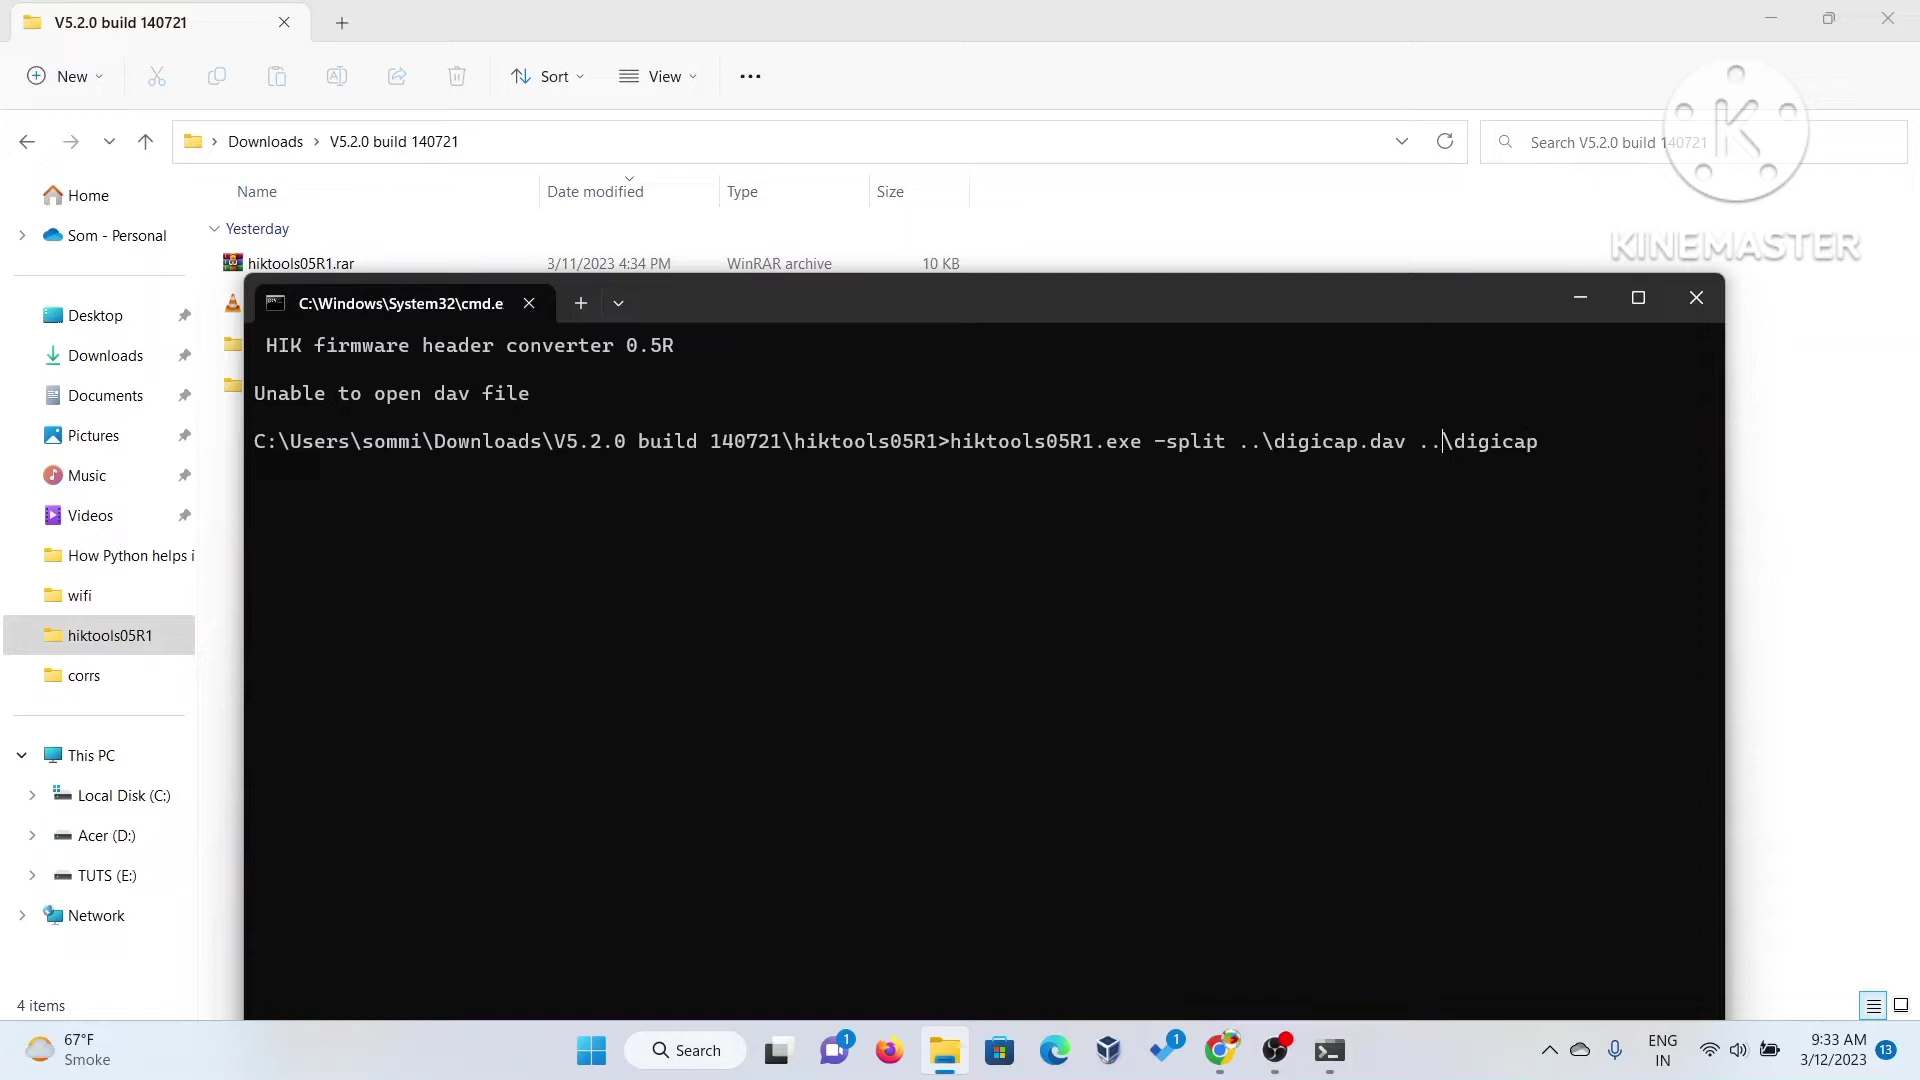 V5.2.0 build 140721
New
Sort
View
Downloads
V5.2.0 build 140721
Search V5.2.0 build 140721
K
KINEMASTER
Name
Date modified
Type
Size
Home
Som - Personal
Desktop
Downloads
Documents
Pictures
Music
Videos
How Python helps i
wifi
hiktools05R1
corrs
This PC
Local Disk (C:)
Acer (D:)
TUTS (E:)
Network
4 items
Yesterday
hiktools05R1.rar 3/11/2023 4:34 PM WinRAR archive 10 KB
C:\Windows\System32\cmd.e
HIK firmware header converter 0.5R
Unable to open dav file
C:\Users\sommi\Downloads\V5.2.0 build 140721\hiktools05R1>hiktools05R1.exe -split ..\digicap.dav ..\digicap
67°F
Smoke
Search
1
1
ENG
IN
9:33 AM
3/12/2023
13